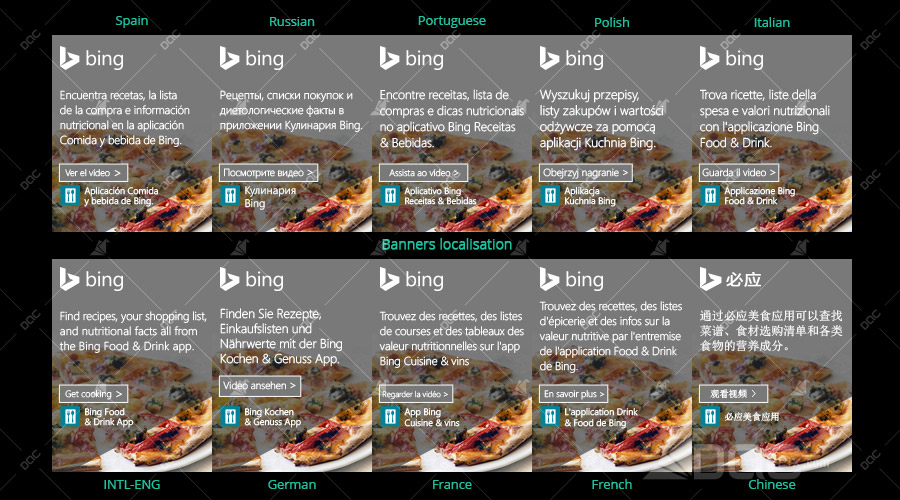 Spain
Russian
Portuguese
Polish
Italian
bing
Encuentra recetas, la lista
de la compra e información
nutricional en la aplicación
Comida y bebida de Bing.
Ver el vídeo >
Aplicación Comida
y bebida de Bing.
bing
Рецепты, списки покупок и
диетологические факты в
приложении Кулинария Bing.
Посмотрите видео >
Кулинария
Bing
bing
Encontre receitas, lista de
compras e dicas nutricionais
no aplicativo Bing Receitas
& Bebidas.
Assista ao vídeo >
Aplicativo Bing
Receitas & Bebidas
bing
Wyszukuj przepisy,
listy zakupów i wartości
odżywcze za pomocą
aplikacji Kuchnia Bing.
Obejrzyj nagranie >
Aplikacja
Kuchnia Bing
bing
Trova ricette, liste della
spesa e valori nutrizionali
con l'applicazione Bing
Food & Drink.
Guarda il video >
Applicazione Bing
Food & Drink
Banners localisation
bing
Find recipes, your shopping list,
and nutritional facts all from
the Bing Food & Drink app.
Get cooking >
Bing Food
& Drink App
bing
Finden Sie Rezepte,
Einkaufslisten und
Nährwerte mit der Bing
Kochen & Genuss App.
Video ansehen >
Bing Kochen
& Genuss App
bing
Trouvez des recettes, des listes
de courses et des tableaux des
valeur nutritionnelles sur l'app
Bing Cuisine & vins
Regarder la vidéo >
App Bing
Cuisine & vins
bing
Trouvez des recettes, des listes
d'épicerie et des infos sur la
valeur nutritive par l'entremise
de l'application Food & Drink
de Bing.
En savoir plus >
L'application Drink
& Food de Bing
必应
通过必应美食应用可以查找
菜谱、食材选购清单和各类
食物的营养成分。
观看视频 >
必应美食应用
INTL-ENG
German
France
French
Chinese
DQC